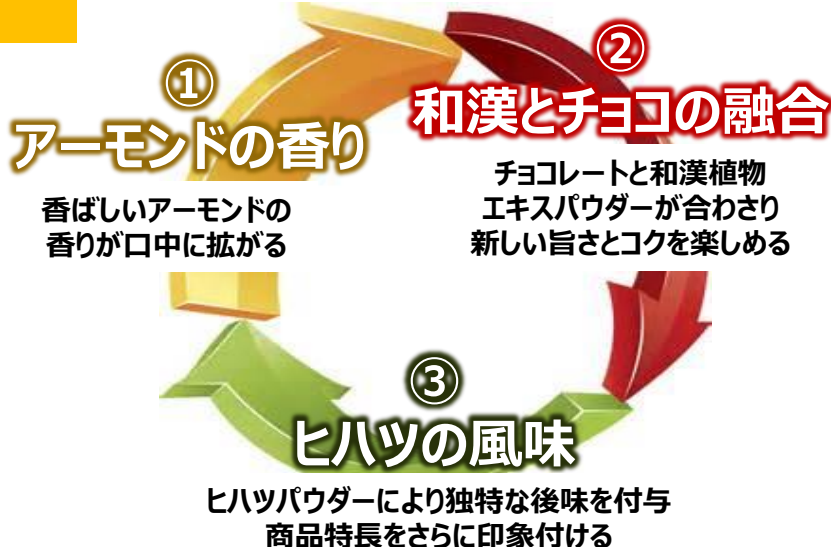 ①
アーモンドの香り
香ばしいアーモンドの
香りが口中に拡がる
②
和漢とチョコの融合
チョコレートと和漢植物
エキスパウダーが合わさり
新しい旨さとコクを楽しめる
③
ヒハツの風味
ヒハツパウダーにより独特な後味を付与
商品特長をさらに印象付ける